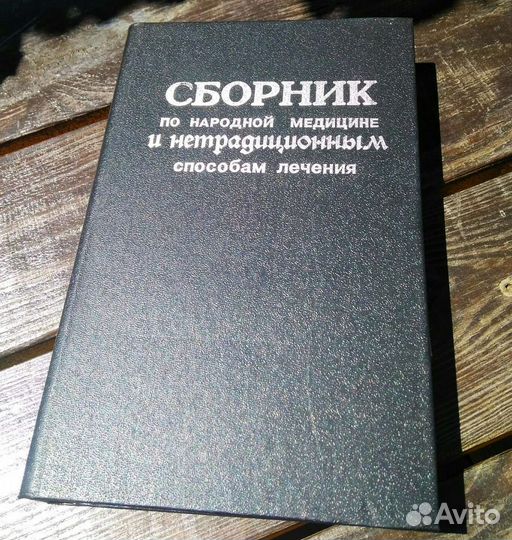 СБОРНИК
ПО НАРОДНОЙ МЕДИЦИНЕ
И НЕТРАДИЦИОННЫМ
СПОСОБАМ ЛЕЧЕНИЯ
Avito